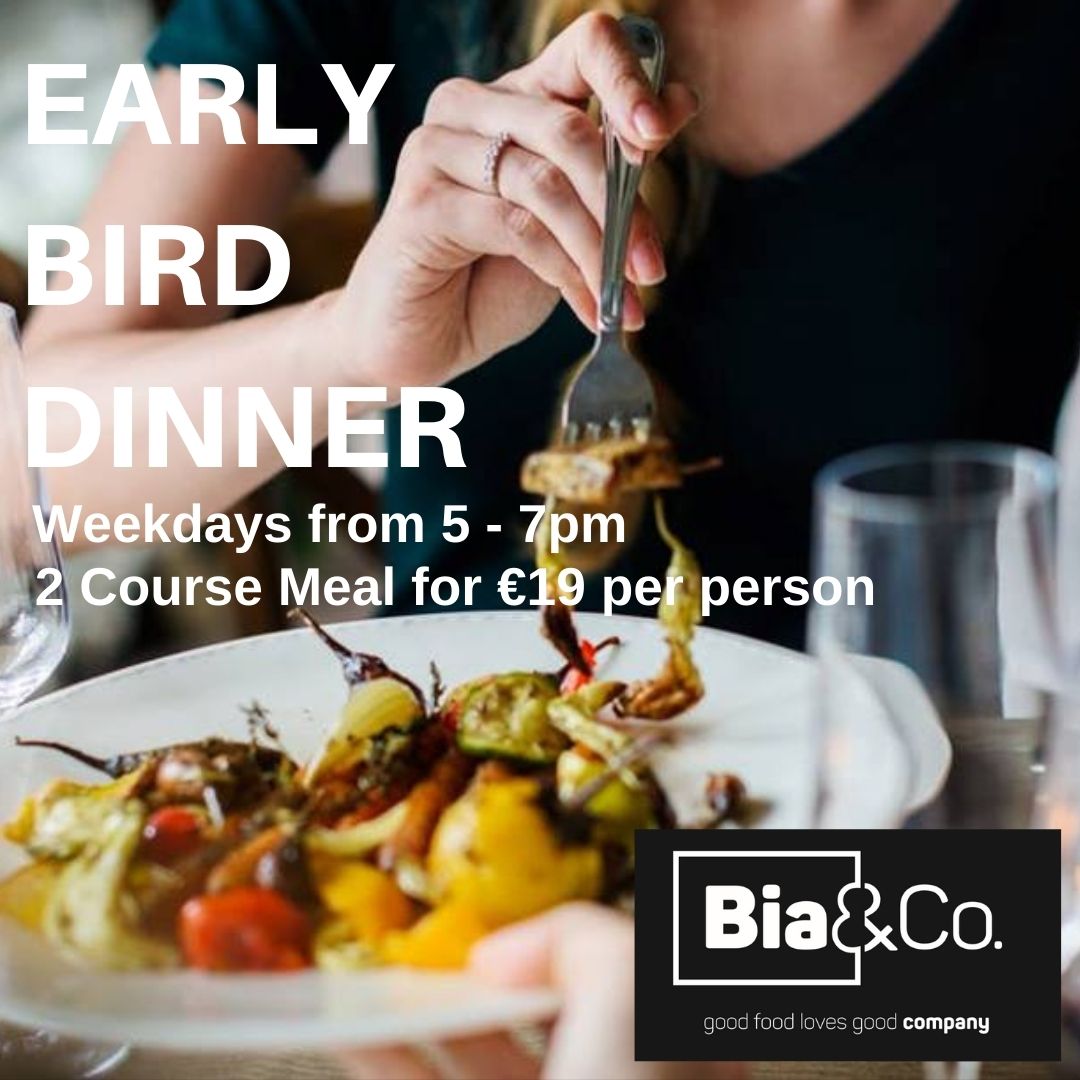 EARLY
BIRD
DINNER
Weekdays from 5 - 7pm
2 Course Meal for €19 per person
Bia&Co.
good food loves good company